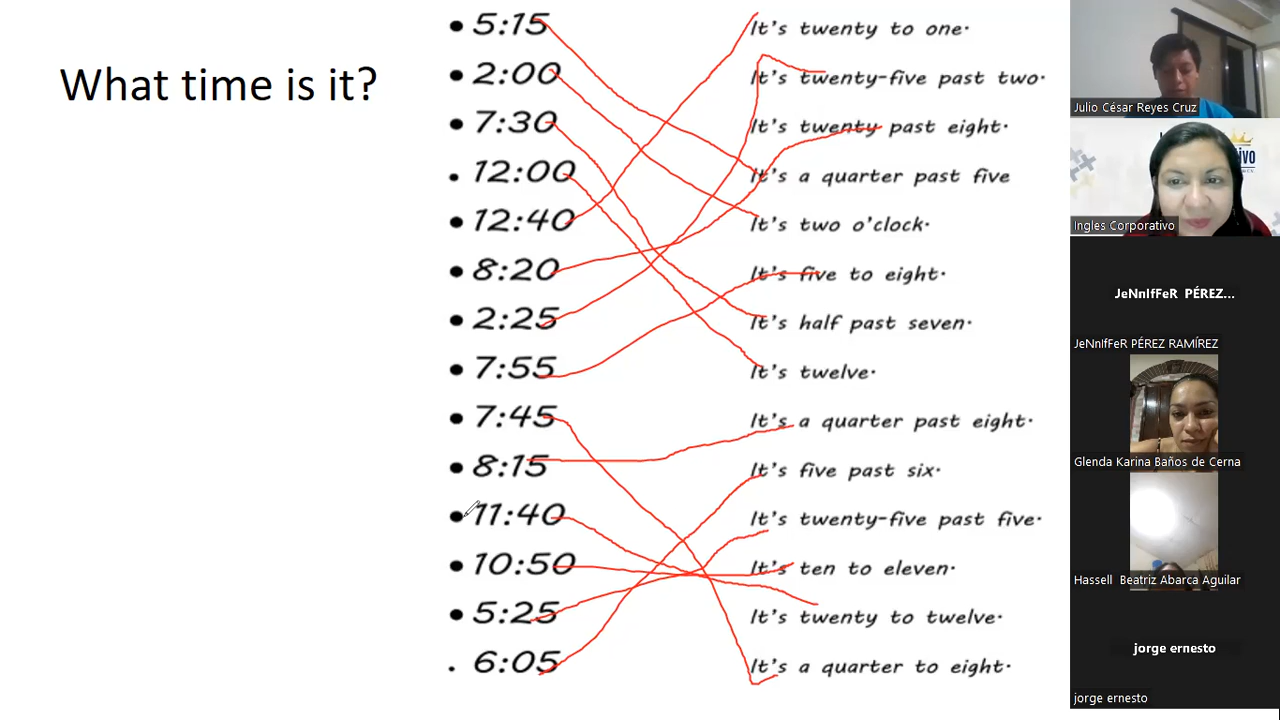 What time is it?
• 5:15
• 2:00
• 7:30
. 12:00
• 12:40
• 8:20
• 2:25
• 7:55
• 7:45
• 8:15
• 11:40
• 10:50
• 5:25
. 6:05
It's twenty to one.
It's twenty-five past two.
It's twenty past eight.
It's a quarter past five
It's two o'clock.
It's five to eight.
It's half past seven.
It's twelve.
It's a quarter past eight.
It's five past six.
It's twenty-five past five.
It's ten to eleven.
It's twenty to twelve.
It's a quarter to eight.
Julio César Reyes Cruz
Ingles Corporativo
JeNnIfFeR PÉREZ...
JeNnIfFeR PÉREZ RAMÍREZ
Glenda Karina Baños de Cerna
Hassell Beatriz Abarca Aguilar
jorge ernesto
jorge ernesto